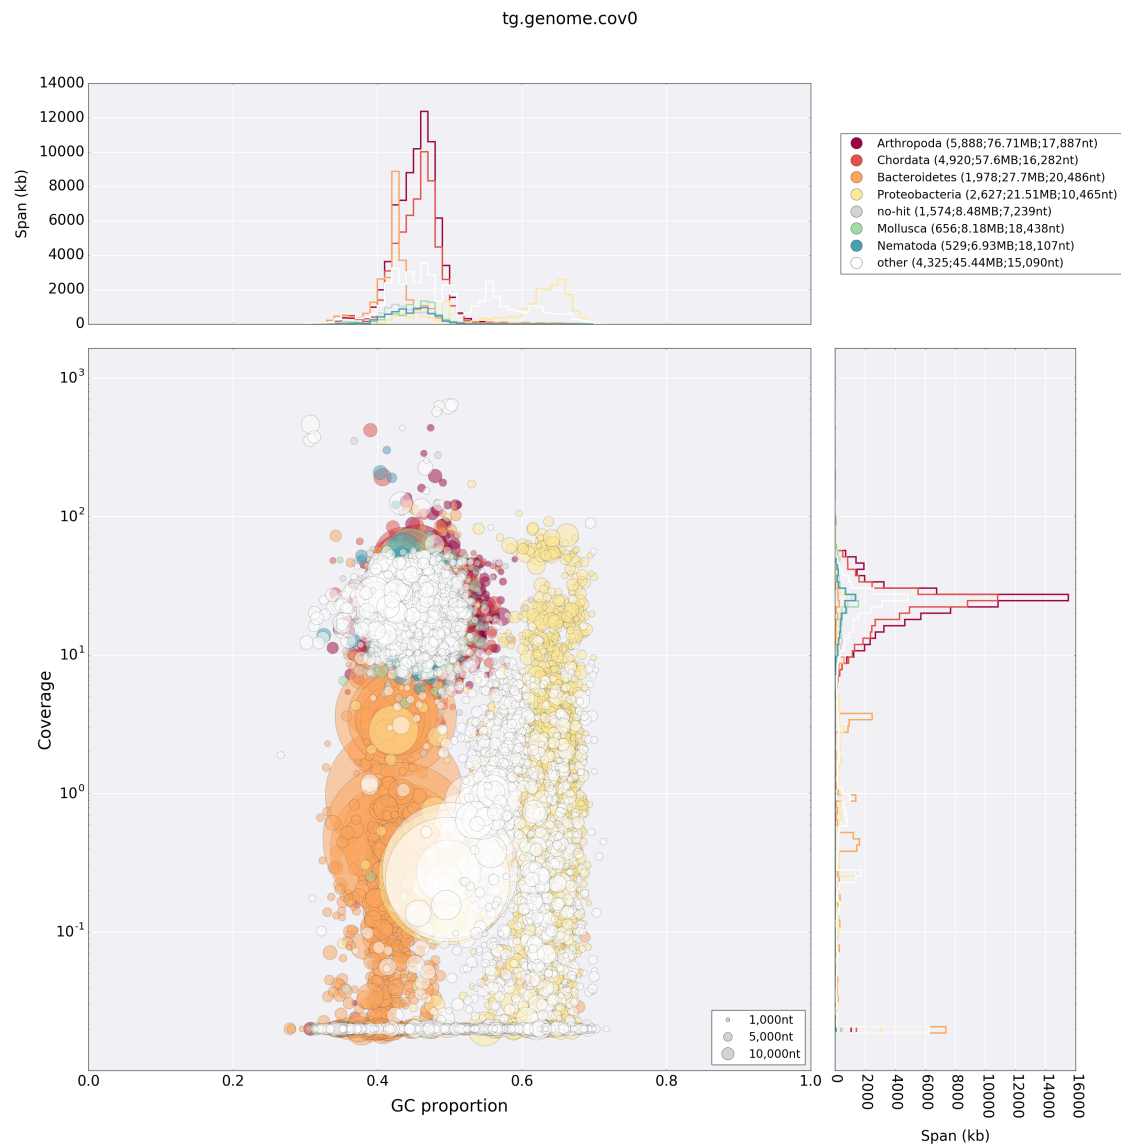 tg.genome.cov0
14000
12000
10000
8000
6000
4000
2000
0
Span (kb)
Arthropoda (5,888;76.71MB;17,887nt)
Chordata (4,920;57.6MB;16,282nt)
Bacteroidetes (1,978;27.7MB;20,486nt)
Proteobacteria (2,627;21.51MB;10,465nt)
no-hit (1,574;8.48MB;7,239nt)
Mollusca (656;8.18MB;18,438nt)
Nematoda (529;6.93MB;18,107nt)
other (4,325;45.44MB;15,090nt)
10³
10²
10¹
10⁰
10⁻¹
Coverage
1,000nt
5,000nt
10,000nt
0.0 0.2 0.4 0.6 0.8 1.0
GC proportion
0 2000 4000 6000 8000 10000 12000 14000 16000
Span (kb)